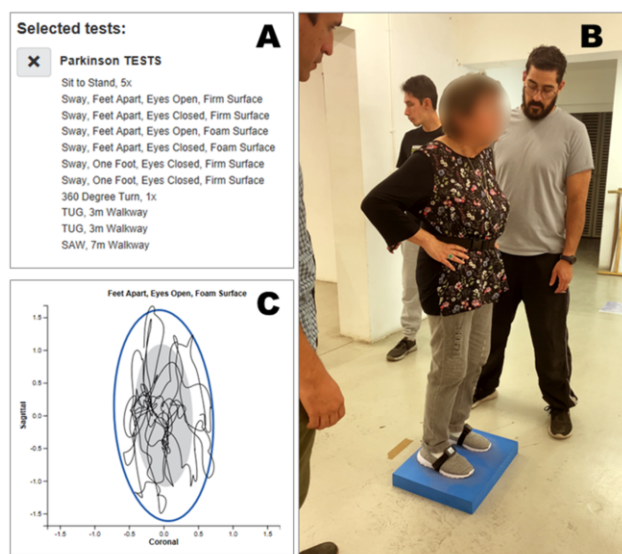 Selected tests:
A
Parkinson TESTS
Sit to Stand, 5x
Sway, Feet Apart, Eyes Open, Firm Surface
Sway, Feet Apart, Eyes Closed, Firm Surface
Sway, Feet Apart, Eyes Open, Foam Surface
Sway, Feet Apart, Eyes Closed, Foam Surface
Sway, One Foot, Eyes Closed, Firm Surface
Sway, One Foot, Eyes Closed, Firm Surface
360 Degree Turn, 1x
TUG, 3m Walkway
TUG, 3m Walkway
SAW, 7m Walkway
B
C
Feet Apart, Eyes Open, Foam Surface
Sagittal
1.5
1.0
0.5
0.0
-0.5
-1.0
-1.5
-1.5 -1.0 -0.5 0.0 0.5 1.0 1.5
Coronal